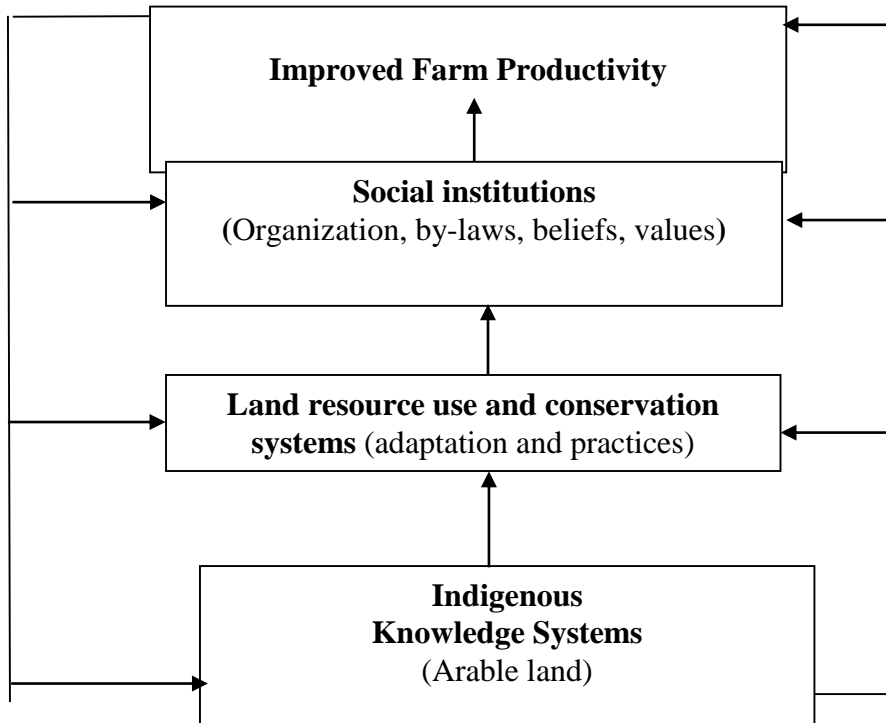 Improved Farm Productivity
Social institutions
(Organization, by-laws, beliefs, values)
Land resource use and conservation
systems (adaptation and practices)
Indigenous
Knowledge Systems
(Arable land)